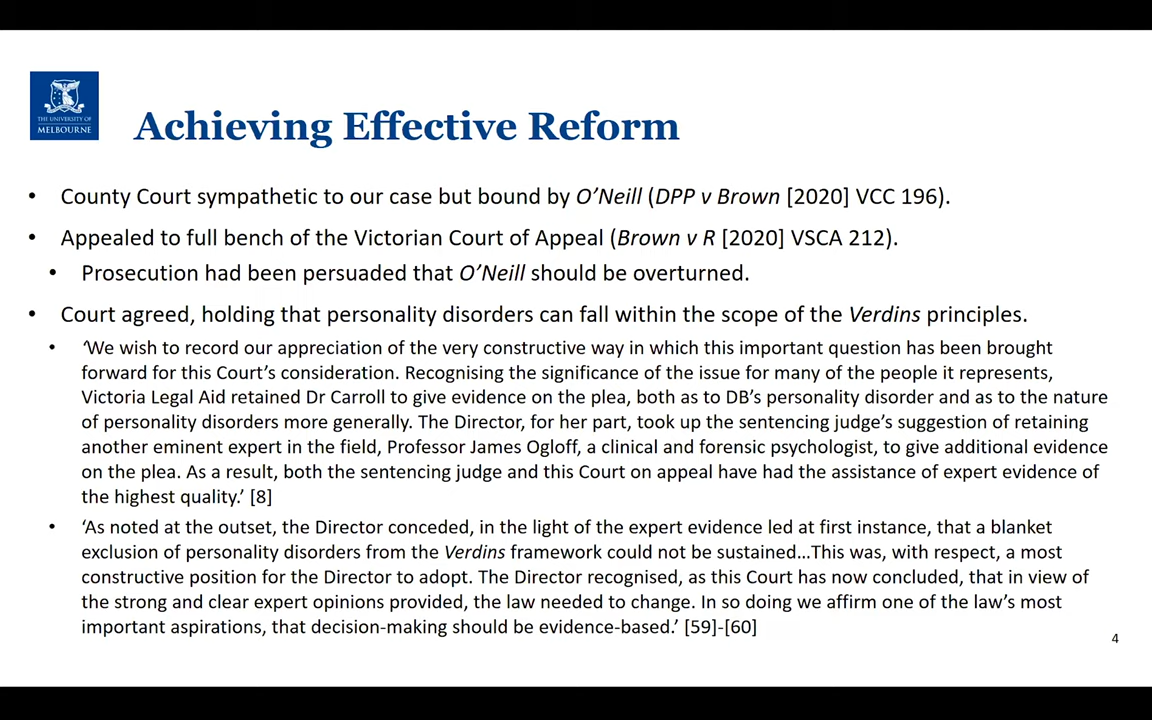 THE UNIVERSITY OF
MELBOURNE
Achieving Effective Reform
• County Court sympathetic to our case but bound by O’Neill (DPP v Brown [2020] VCC 196).
• Appealed to full bench of the Victorian Court of Appeal (Brown v R [2020] VSCA 212).
• Prosecution had been persuaded that O’Neill should be overturned.
• Court agreed, holding that personality disorders can fall within the scope of the Verdins principles.
• ‘We wish to record our appreciation of the very constructive way in which this important question has been brought
forward for this Court’s consideration. Recognising the significance of the issue for many of the people it represents,
Victoria Legal Aid retained Dr Carroll to give evidence on the plea, both as to DB’s personality disorder and as to the nature
of personality disorders more generally. The Director, for her part, took up the sentencing judge’s suggestion of retaining
another eminent expert in the field, Professor James Ogloff, a clinical and forensic psychologist, to give additional evidence
on the plea. As a result, both the sentencing judge and this Court on appeal have had the assistance of expert evidence of
the highest quality.’ [8]
• ‘As noted at the outset, the Director conceded, in the light of the expert evidence led at first instance, that a blanket
exclusion of personality disorders from the Verdins framework could not be sustained…This was, with respect, a most
constructive position for the Director to adopt. The Director recognised, as this Court has now concluded, that in view of
the strong and clear expert opinions provided, the law needed to change. In so doing we affirm one of the law’s most
important aspirations, that decision-making should be evidence-based.’ [59]-[60]
4